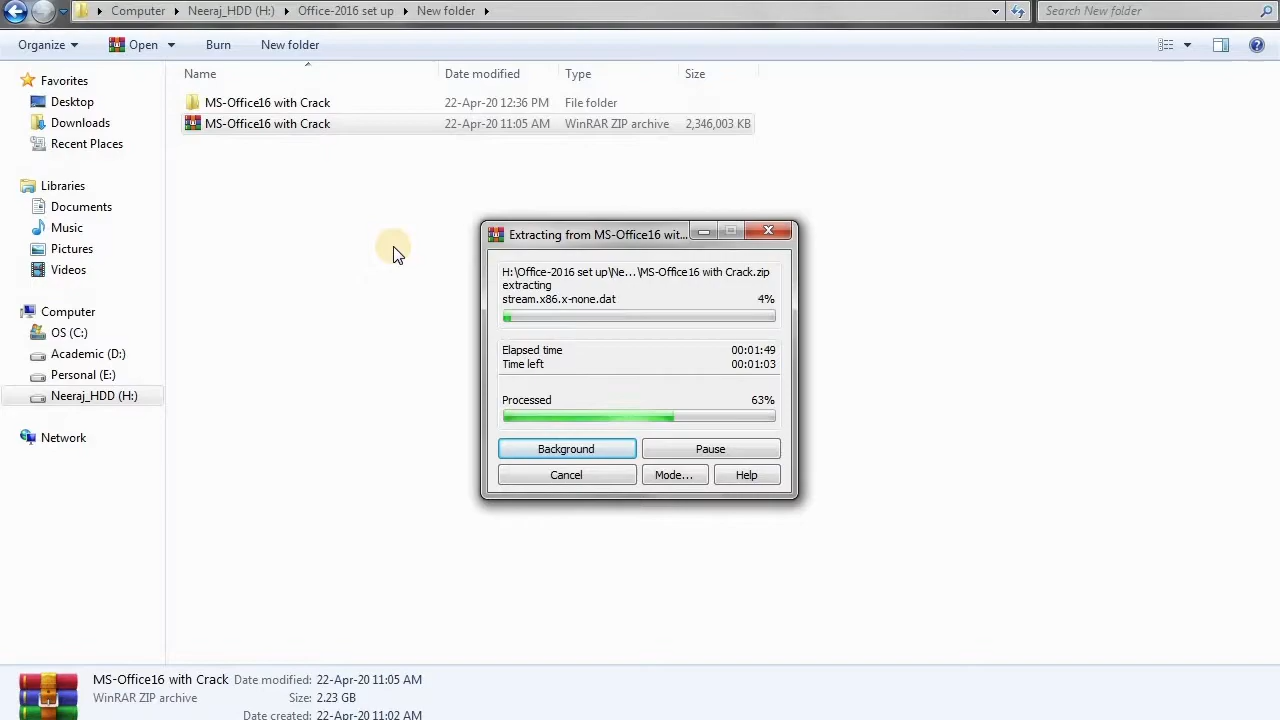 Computer Neeraj_HDD (H:) Office-2016 set up New folder Search New folder
Organize Open Burn New folder
Name Date modified Type Size
Favorites
Desktop
Downloads
Recent Places
Libraries
Documents
Music
Pictures
Videos
Computer
OS (C:)
Academic (D:)
Personal (E:)
Neeraj_HDD (H:)
Network
MS-Office16 with Crack 22-Apr-20 12:36 PM File folder
MS-Office16 with Crack 22-Apr-20 11:05 AM WinRAR ZIP archive 2,346,003 KB
Extracting from MS-Office16 wit...
H:\Office-2016 set up\Ne...\MS-Office16 with Crack.zip
extracting
stream.x86.x-none.dat 4%
Elapsed time 00:01:49
Time left 00:01:03
Processed 63%
Background Pause
Cancel Mode... Help
MS-Office16 with Crack Date modified: 22-Apr-20 11:05 AM
WinRAR ZIP archive Size: 2.23 GB
Date created: 22-Apr-20 11:02 AM